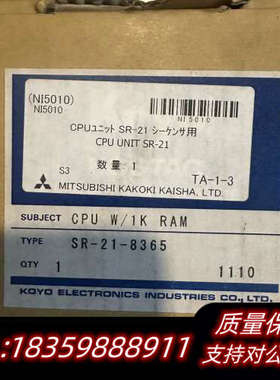 (NI5010)
NI5010
NI5010
CPUユニット SR-21 シーケンサ用
CPU UNIT SR-21
数量:1
S3
TA-1-3
MITSUBISHI KAKOKI KAISHA, LTD.
SUBJECT CPU W/1K RAM
TYPE SR-21-8365
QTY 1 1110
KOYO ELECTRONICS INDUSTRIES CO., LTD.
质量保
:18359888911
支持对公